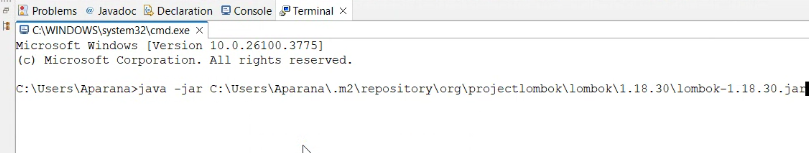 Problems @ Javadoc Declaration Console Terminal ×
C:\WINDOWS\system32\cmd.exe ×
Microsoft Windows [Version 10.0.26100.3775]
(c) Microsoft Corporation. All rights reserved.
C:\Users\Aparana>java -jar C:\Users\Aparana\.m2\repository\org\projectlombok\lombok\1.18.30\lombok-1.18.30.jar